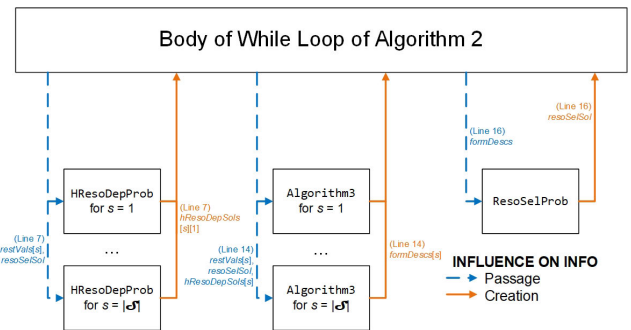 Body of While Loop of Algorithm 2
(Line 16)
resoSelSol
(Line 16)
formDescs
HResoDepProb
for s = 1
Algorithm3
for s = 1
ResoSelProb
(Line 7)
hResoDepSols
[s][1]
(Line 7)
restVals[s],
resoSelSol
...
(Line 14)
restVals[s],
resoSelSol,
hResoDepSols[s]
...
(Line 14)
formDescs[s]
HResoDepProb
for s = |𝓢|
Algorithm3
for s = |𝓢|
INFLUENCE ON INFO
Passage
Creation